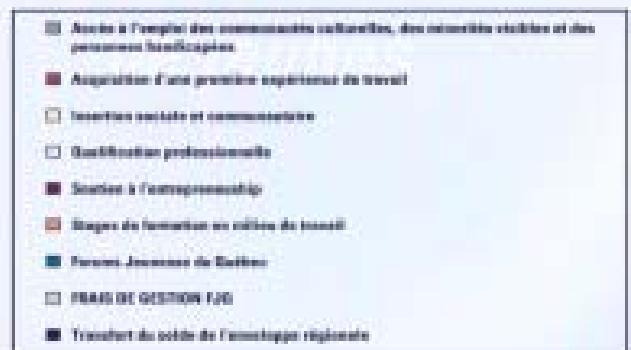 Accès à l'emploi des communautés culturelles, des minorités visibles et des
personnes handicapées
Acquisition d'une première expérience de travail
Insertion sociale et communautaire
Qualification professionnelle
Soutien à l'entrepreneurship
Stages de formation en milieu de travail
Forums Jeunesse du Québec
FRAIS DE GESTION FJQ
Transfert du solde de l'enveloppe régionale